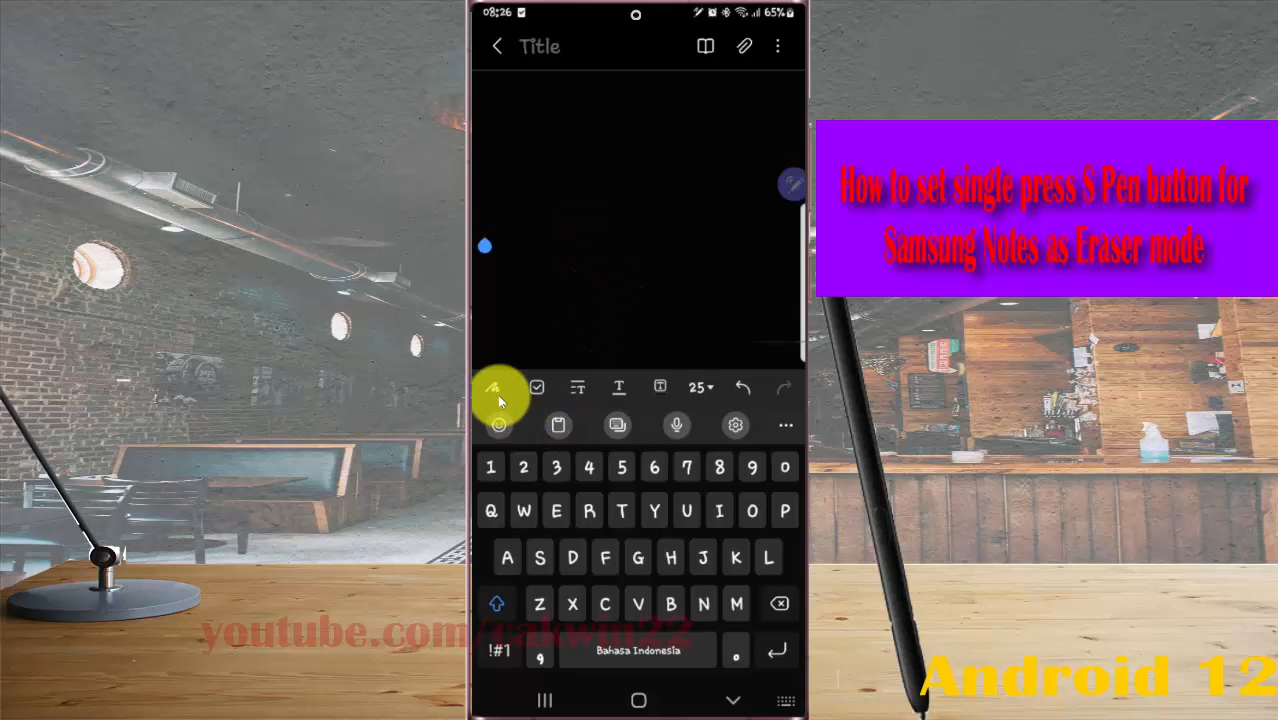 08:26
65%
Title
How to set single press S Pen button for
Samsung Notes as Eraser mode
25
1 2 3 4 5 6 7 8 9 0
Q W E R T Y U I O P
A S D F G H J K L
Z X C V B N M
youtube.com/cakwin22
!#1 , Bahasa Indonesia .
Android 12